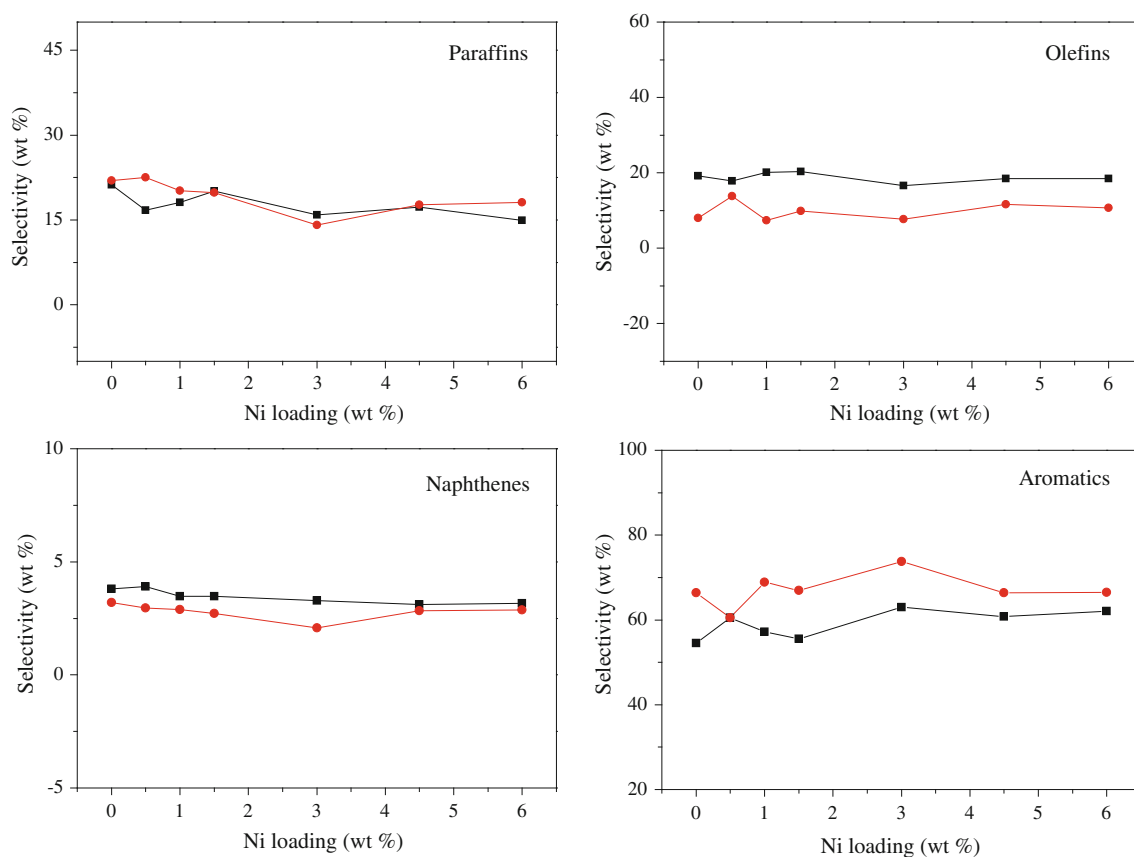 Paraffins
Selectivity (wt %)
45
30
15
0
0 1 2 3 4 5 6
Ni loading (wt %)
Olefins
Selectivity (wt %)
60
40
20
0
-20
0 1 2 3 4 5 6
Ni loading (wt %)
Naphthenes
Selectivity (wt %)
10
5
0
-5
0 1 2 3 4 5 6
Ni loading (wt %)
Aromatics
Selectivity (wt %)
100
80
60
40
20
0 1 2 3 4 5 6
Ni loading (wt %)